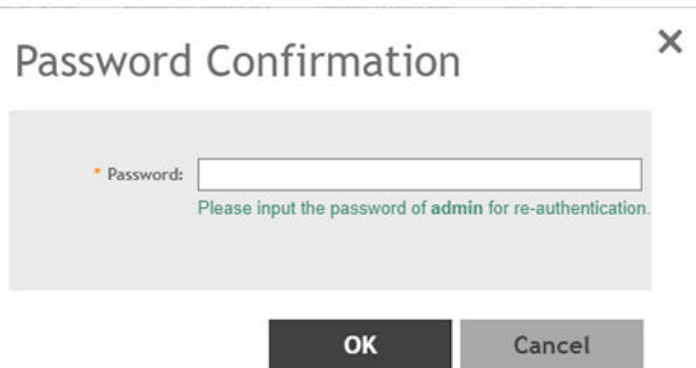 Password Confirmation
* Password:
Please input the password of admin for re-authentication.
OK Cancel